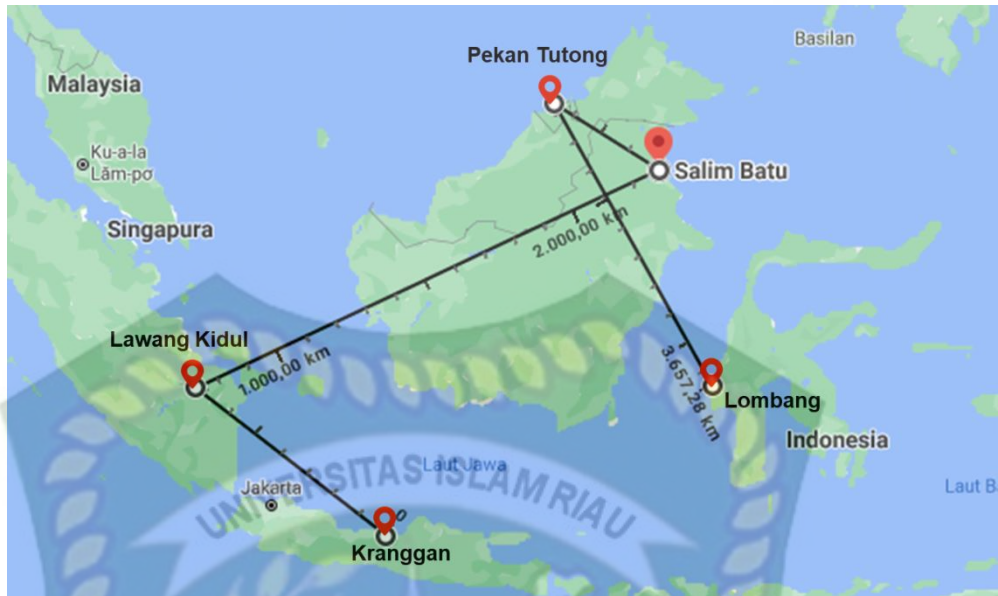 Basilan
Pekan Tutong
Malaysia
Ku-a-la
Lăm-pơ
Salim Batu
Singapura
2.000,00 km
Lawang Kidul
1.000,00 km
3.657,28 km
Lombang
Indonesia
Laut Jawa
UNIVERSITAS ISLAM RIAU
Jakarta
Laut B
0
Kranggan